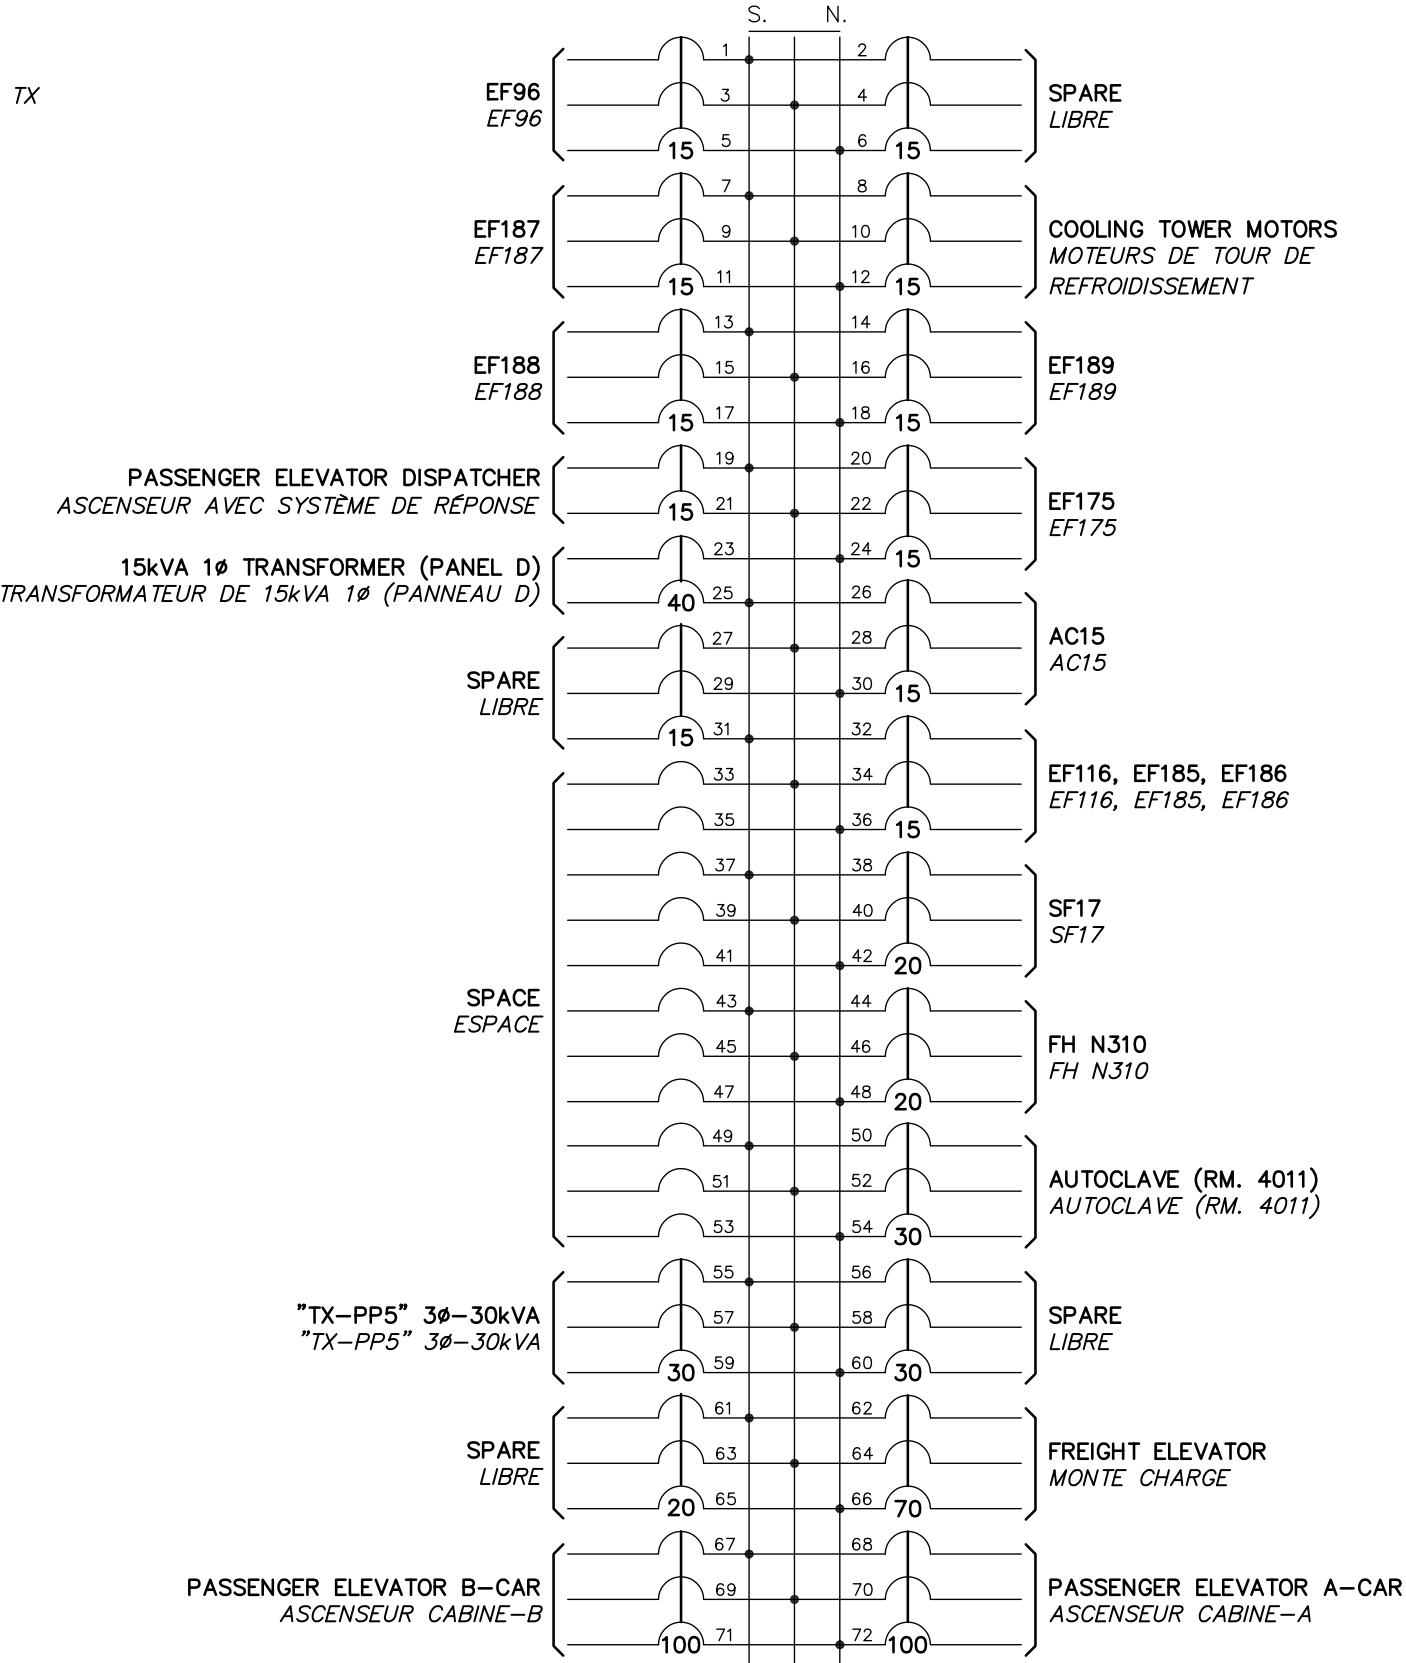 S. N.
TX
1 2
EF96
EF96
3 4
SPARE
LIBRE
15 5 6 15
7 8
EF187
EF187
9 10
COOLING TOWER MOTORS
MOTEURS DE TOUR DE
REFROIDISSEMENT
15 11 12 15
13 14
EF188
EF188
15 16
EF189
EF189
15 17 18 15
19 20
PASSENGER ELEVATOR DISPATCHER
ASCENSEUR AVEC SYSTÈME DE RÉPONSE
15 21 22
EF175
EF175
23 24 15
15kVA 1ø TRANSFORMER (PANEL D)
TRANSFORMATEUR DE 15kVA 1ø (PANNEAU D)
40 25 26
27 28
AC15
AC15
SPARE
LIBRE
29 30 15
15 31 32
33 34
EF116, EF185, EF186
EF116, EF185, EF186
35 36 15
37 38
39 40
SF17
SF17
41 42 20
SPACE
ESPACE
43 44
45 46
FH N310
FH N310
47 48 20
49 50
51 52
AUTOCLAVE (RM. 4011)
AUTOCLAVE (RM. 4011)
53 54 30
55 56
"TX-PP5" 3ø-30kVA
"TX-PP5" 3ø-30kVA
57 58
SPARE
LIBRE
30 59 60 30
61 62
SPARE
LIBRE
63 64
FREIGHT ELEVATOR
MONTE CHARGE
20 65 66 70
67 68
PASSENGER ELEVATOR B-CAR
ASCENSEUR CABINE-B
69 70
PASSENGER ELEVATOR A-CAR
ASCENSEUR CABINE-A
100 71 72 100